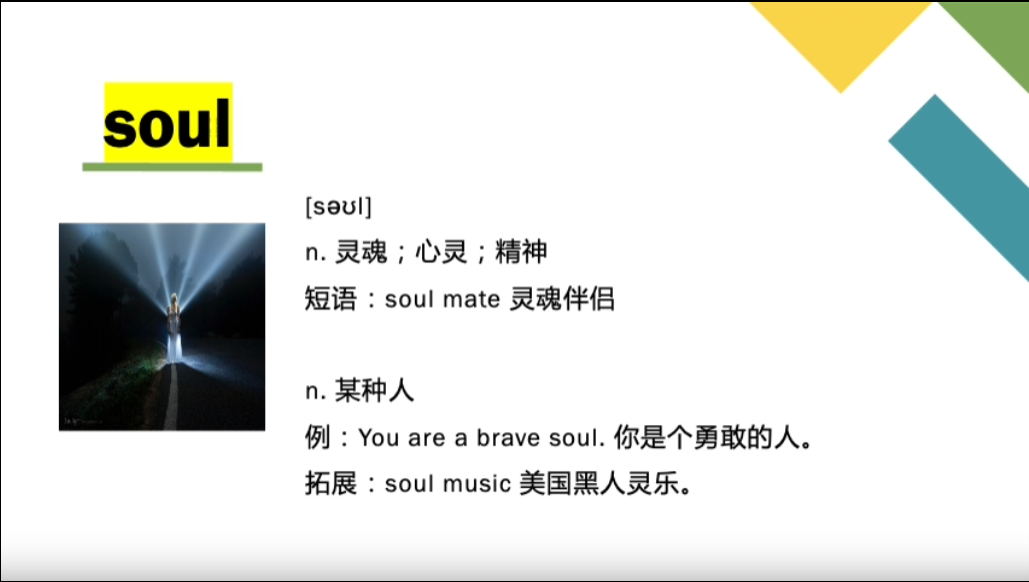 soul
[səʊl]
n. 灵魂；心灵；精神
短语：soul mate 灵魂伴侣
n. 某种人
例：You are a brave soul. 你是个勇敢的人。
拓展：soul music 美国黑人灵乐。